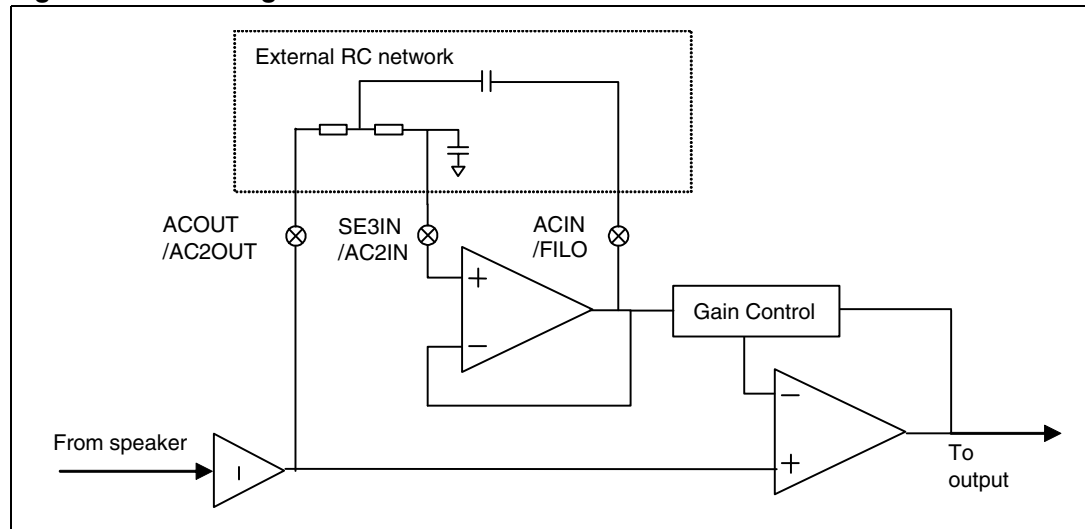 External RC network
ACOUT
/AC2OUT
SE3IN
/AC2IN
ACIN
/FILO
+
−
Gain Control
−
+
From speaker
I
To
output